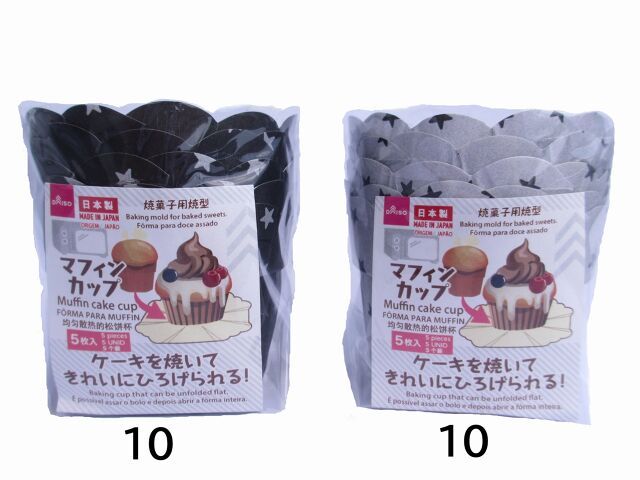 DAISO
日本製
MADE IN JAPAN
ORIGEM:JAPÃO
焼菓子用焼型
Baking mold for baked sweets.
Fôrma para doce assado
マフィン
カップ
Muffin cake cup
FÔRMA PARA MUFFIN
均匀散热的松饼杯
5枚入
5 pieces
5 UNID
5个装
ケーキを焼いて
きれいにひろげられる!
Baking cup that can be unfolded flat.
É possível assar o bolo e depois abrir a fôrma inteira.
10
DAISO
日本製
MADE IN JAPAN
ORIGEM:JAPÃO
焼菓子用焼型
Baking mold for baked sweets.
Fôrma para doce assado
マフィン
カップ
Muffin cake cup
FÔRMA PARA MUFFIN
均匀散热的松饼杯
5枚入
5 pieces
5 UNID
ケーキを焼いて
きれいにひろげられる!
Baking cup that can be unfolded flat.
É possível assar o bolo e depois abrir a fôrma inteira.
10